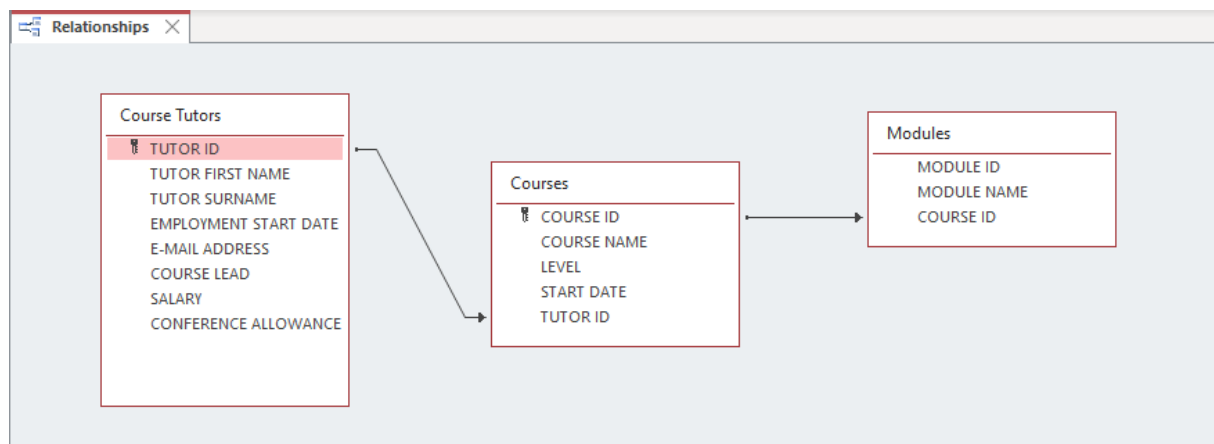 Relationships
Course Tutors
TUTOR ID
TUTOR FIRST NAME
TUTOR SURNAME
EMPLOYMENT START DATE
E-MAIL ADDRESS
COURSE LEAD
SALARY
CONFERENCE ALLOWANCE
Courses
COURSE ID
COURSE NAME
LEVEL
START DATE
TUTOR ID
Modules
MODULE ID
MODULE NAME
COURSE ID